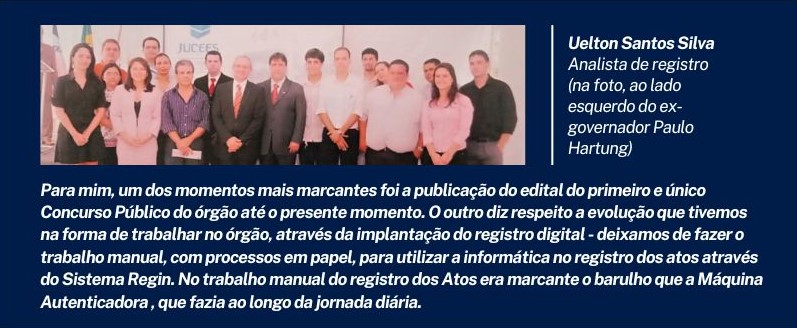 JUCEES
Uelton Santos Silva
Analista de registro
(na foto, ao lado
esquerdo do ex-
governador Paulo
Hartung)
Para mim, um dos momentos mais marcantes foi a publicação do edital do primeiro e único
Concurso Público do órgão até o presente momento. O outro diz respeito a evolução que tivemos
na forma de trabalhar no órgão, através da implantação do registro digital - deixamos de fazer o
trabalho manual, com processos em papel, para utilizar a informática no registro dos atos através
do Sistema Regin. No trabalho manual do registro dos Atos era marcante o barulho que a Máquina
Autenticadora , que fazia ao longo da jornada diária.